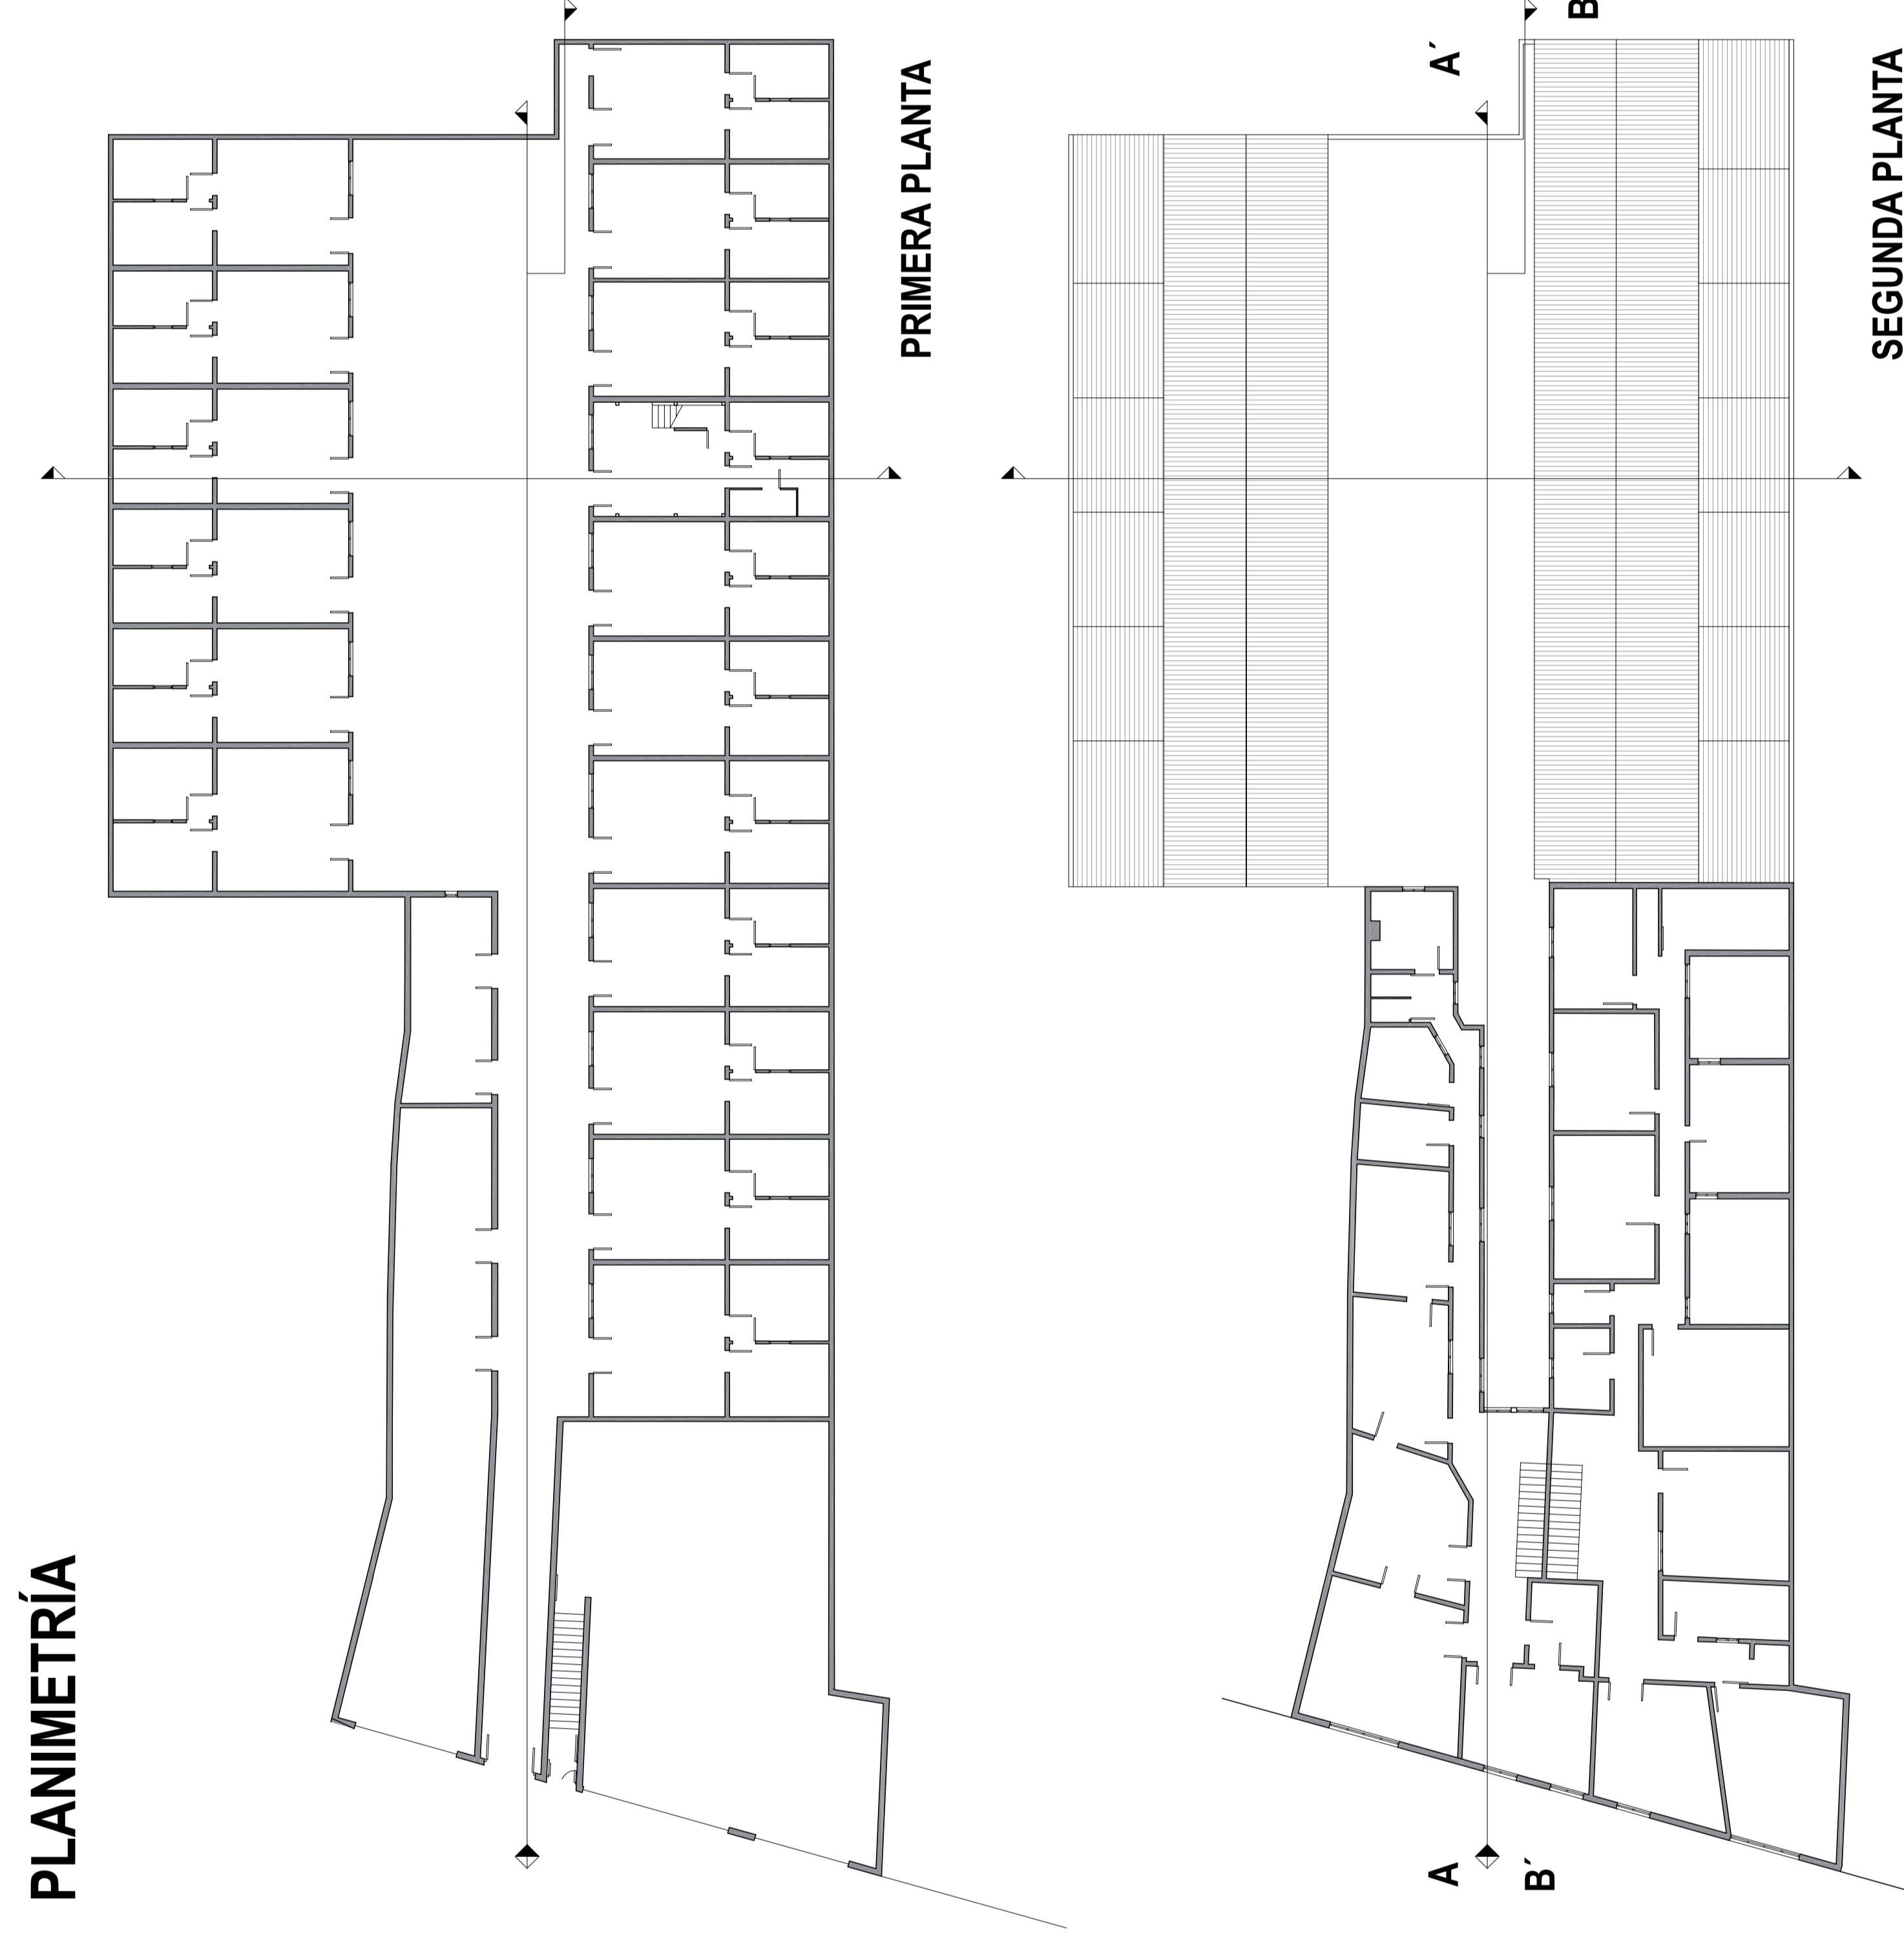 PLANIMETRÍA
PRIMERA PLANTA
A
A´
B´
B
SEGUNDA PLANTA